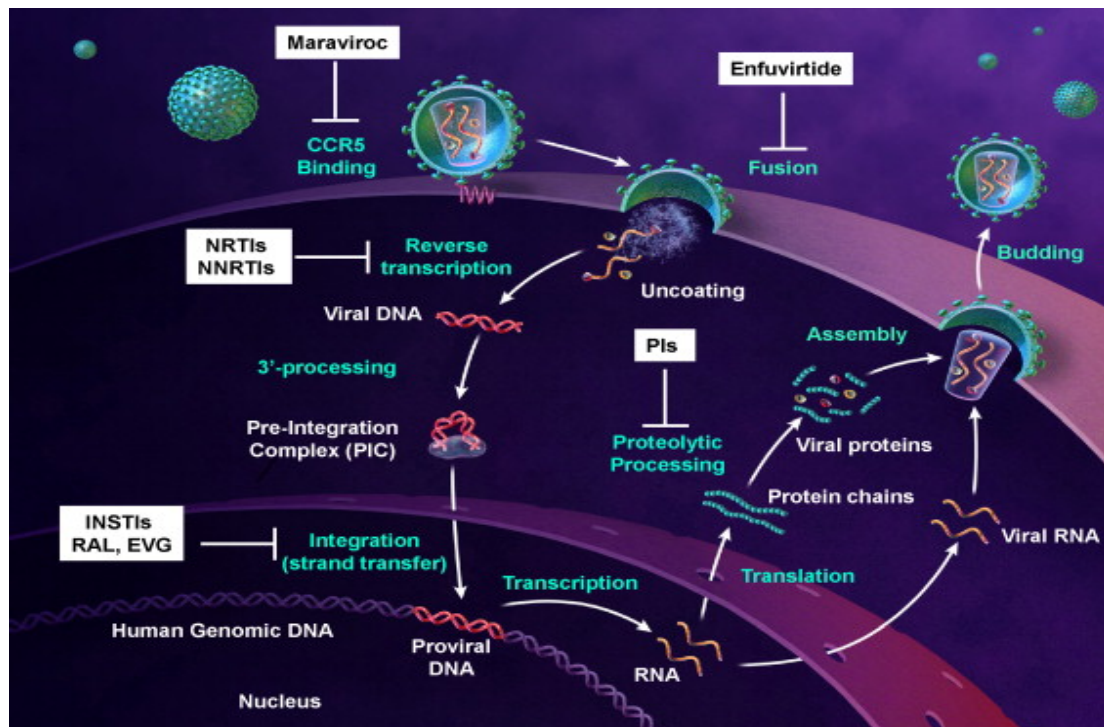 Maraviroc
CCR5
Binding
Enfuvirtide
Fusion
NRTIs
NNRTIs
Reverse
transcription
Uncoating
Budding
Viral DNA
PIs
Assembly
3'-processing
Pre-Integration
Complex (PIC)
Proteolytic
Processing
Viral proteins
Protein chains
Viral RNA
INSTIs
RAL, EVG
Integration
(strand transfer)
Transcription
Translation
Human Genomic DNA
Proviral
DNA
RNA
Nucleus